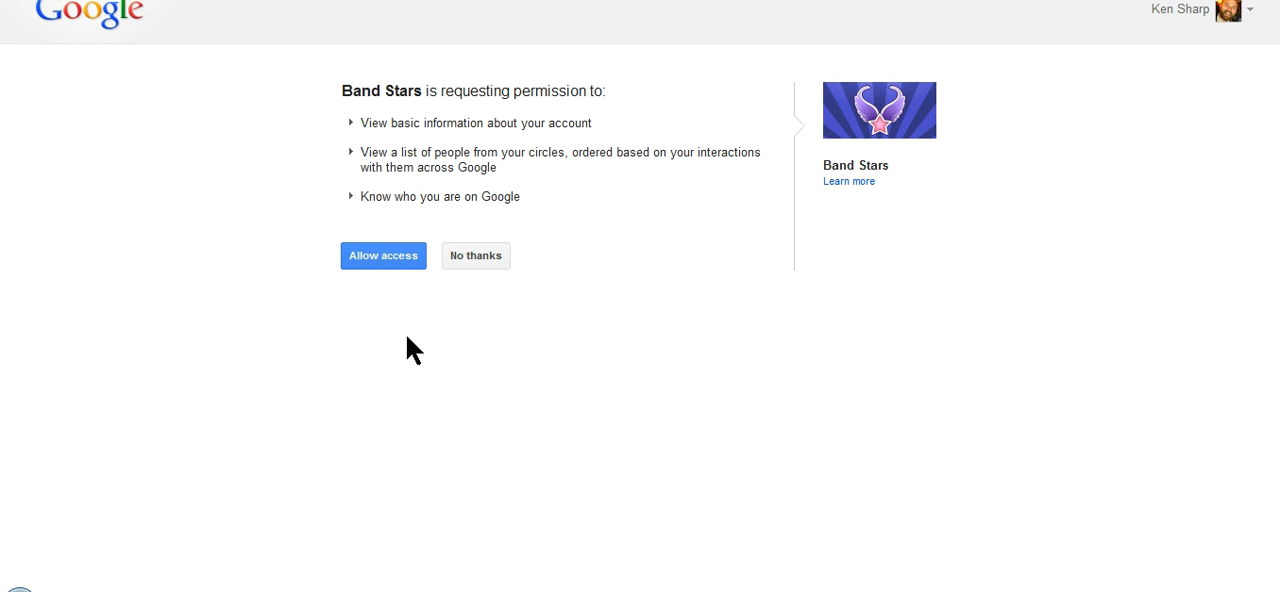 Google
Ken Sharp
Band Stars is requesting permission to:
View basic information about your account
View a list of people from your circles, ordered based on your interactions
with them across Google
Know who you are on Google
Allow access
No thanks
Band Stars
Learn more